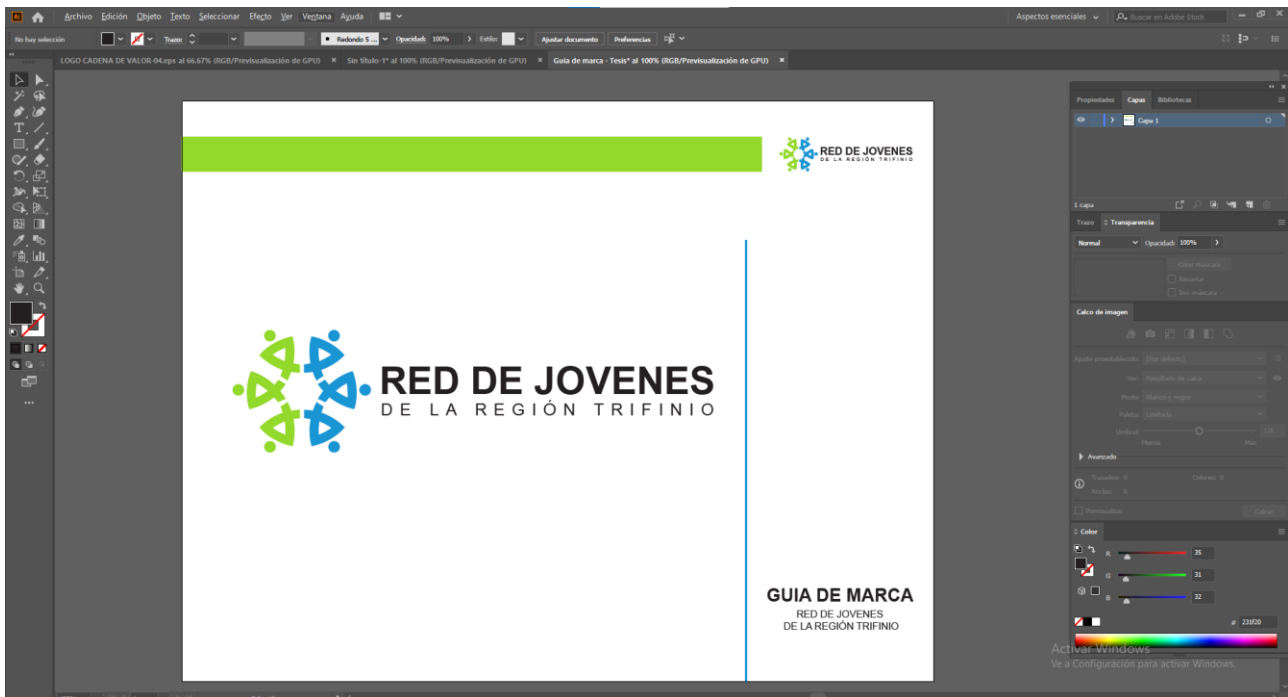 Archivo Edición Objeto Texto Seleccionar Efecto Ver Ventana Ayuda
Aspectos esenciales
Buscar en Adobe Stock
No hay selección
Trazo:
Redondo 5 ...
Opacidad: 100%
Estilo:
Ajustar documento
Preferencias
LOGO CADENA DE VALOR-04.eps al 66.67% (RGB/Previsualización de GPU)
Sin título-1* al 100% (RGB/Previsualización de GPU)
Guia de marca - Tesis* al 100% (RGB/Previsualización de GPU)
RED DE JOVENES
DE LA REGIÓN TRIFINIO
RED DE JOVENES
DE LA REGIÓN TRIFINIO
GUIA DE MARCA
RED DE JOVENES
DE LA REGIÓN TRIFINIO
Propiedades Capas Bibliotecas
Capa 1
1 capa
Trazo Transparencia
Normal Opacidad: 100%
Crear máscara
Recortar
Inv. máscara
Calco de imagen
Ajuste preestablecido: [Por defecto]
Ver: Resultado de calco
Modo: Blanco y negro
Paleta: Limitada
Umbral:
Menos Más
Avanzado
Trazados: 0 Colores: 0
Anclas: 0
Previsualizar Calcar
Color
R 35
G 31
B 32
# 231f20
Activar Windows
Ve a Configuración para activar Windows.